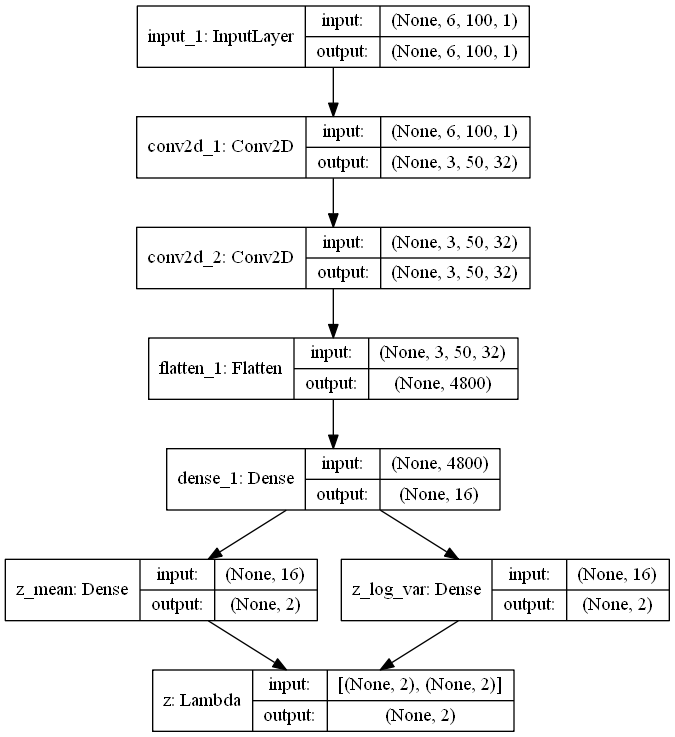 input_1: InputLayer
input: (None, 6, 100, 1)
output: (None, 6, 100, 1)
conv2d_1: Conv2D
input: (None, 6, 100, 1)
output: (None, 3, 50, 32)
conv2d_2: Conv2D
input: (None, 3, 50, 32)
output: (None, 3, 50, 32)
flatten_1: Flatten
input: (None, 3, 50, 32)
output: (None, 4800)
dense_1: Dense
input: (None, 4800)
output: (None, 16)
z_mean: Dense
input: (None, 16)
output: (None, 2)
z_log_var: Dense
input: (None, 16)
output: (None, 2)
z: Lambda
input: [(None, 2), (None, 2)]
output: (None, 2)